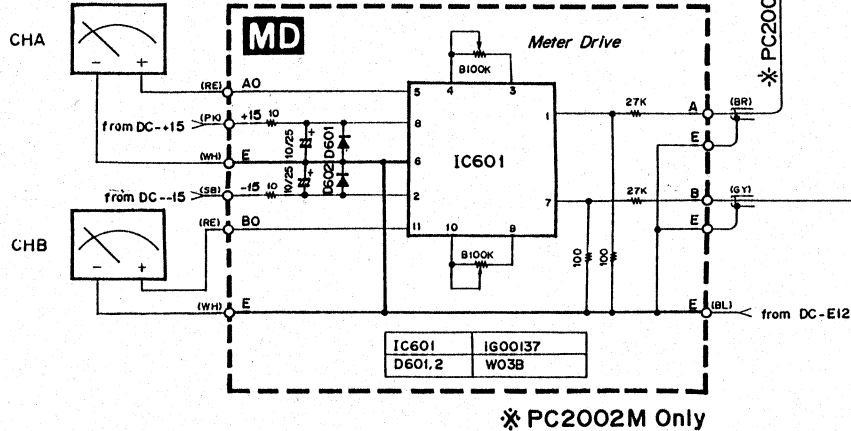 CHA
MD
Meter Drive
※ PC2002
B100K
(RE) AO
5
4
3
from DC-+15
(PK)
+15
10
8
10/25
+
D601
(WH)
E
6
IC601
1
27K
A
(BR)
E
from DC--15
(SB)
-15
10
2
10/25
+
D602
7
27K
B
(GY)
E
(RE)
BO
11
10
9
B100K
CHB
100
100
(WH)
E
E
(BL)
from DC-E12
IC601 IG00137
D601,2 W03B
※ PC2002M Only
- +
- +